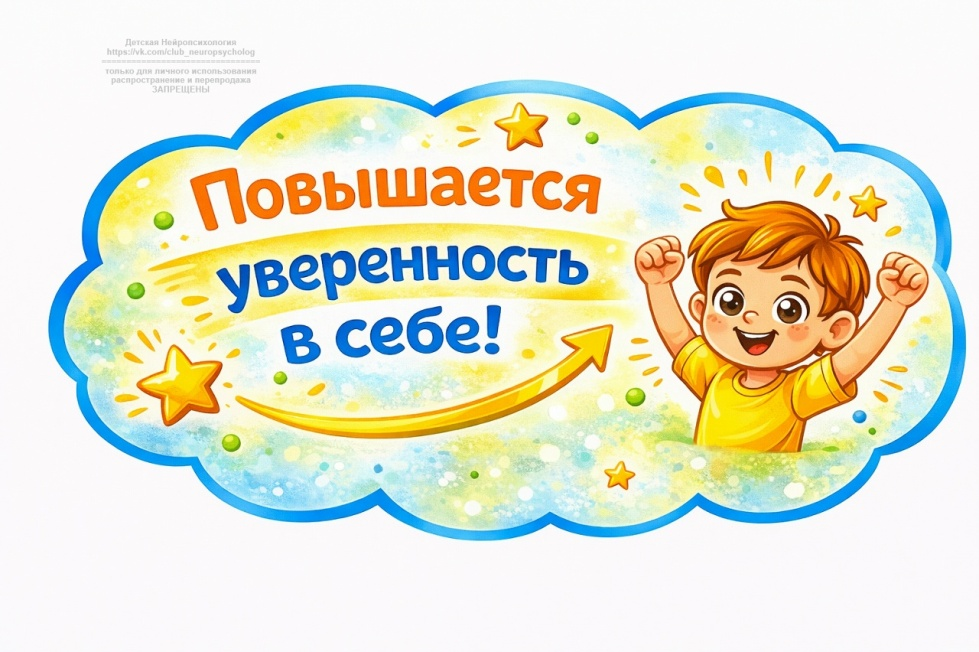 Детская Нейропсихология
https://vk.com/club_neuropsycholog
==============================
только для личного использования
распространение и перепродажа
ЗАПРЕЩЕНЫ
Повышается
уверенность
в себе!